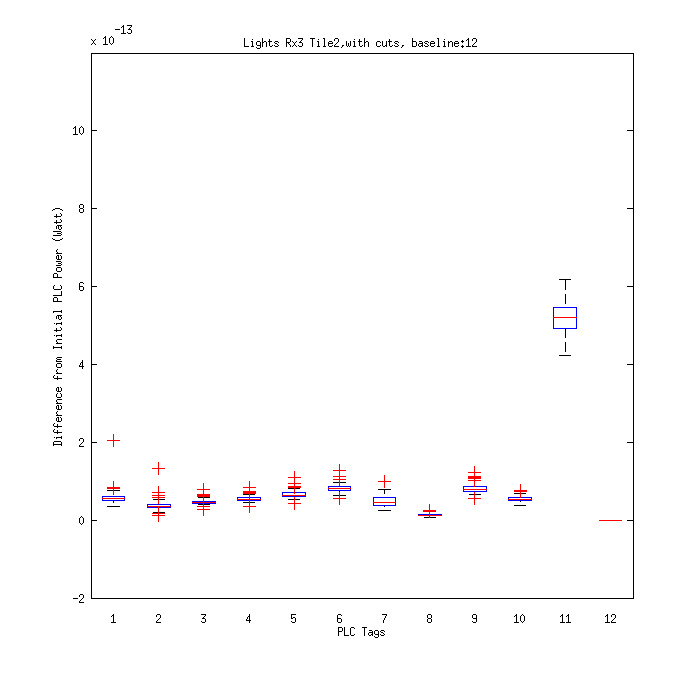 x 10-13
Lights Rx3 Tile2,with cuts, baseline:12
10
8
6
4
2
0
-2
Difference from Initial PLC Power (Watt)
1 2 3 4 5 6 7 8 9 10 11 12
PLC Tags